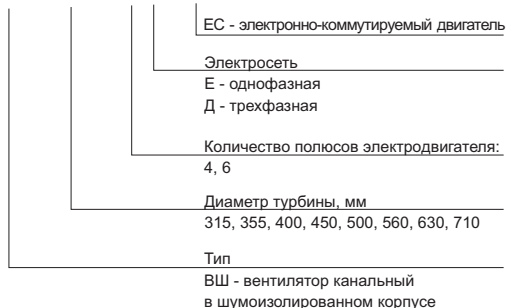 ЕС - электронно-коммутируемый двигатель
Электросеть
Е - однофазная
Д - трехфазная
Количество полюсов электродвигателя:
4, 6
Диаметр турбины, мм
315, 355, 400, 450, 500, 560, 630, 710
Тип
ВШ - вентилятор канальный
в шумоизолированном корпусе